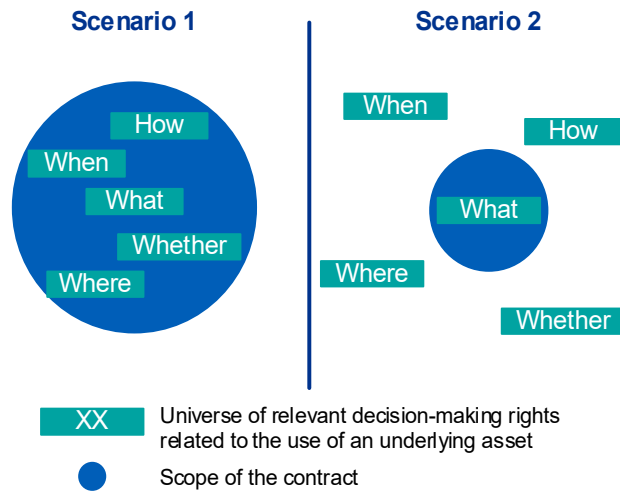 Scenario 1
Scenario 2
How
When
What
Whether
Where
When
How
What
Where
Whether
XX
Universe of relevant decision-making rights
related to the use of an underlying asset
Scope of the contract